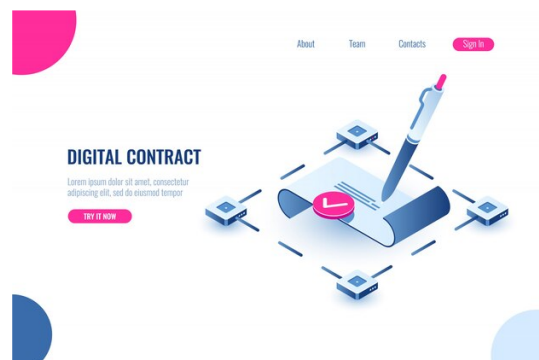 About Team Contacts Sign In
DIGITAL CONTRACT
Lorem ipsum dolor sit amet, consectetur
adipiscing elit, sed do eiusmod tempor
TRY IT NOW